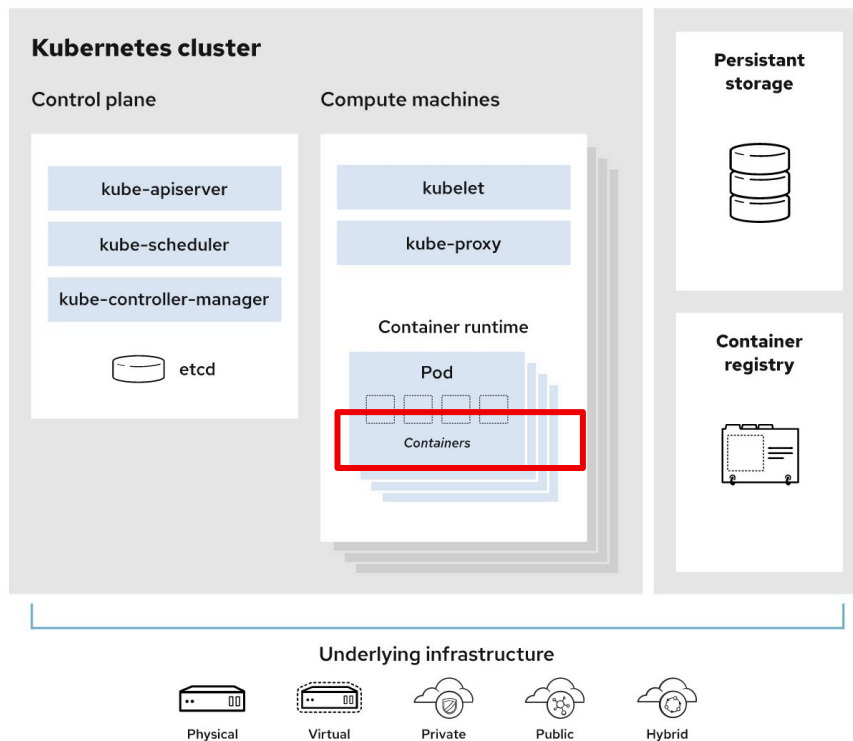 Kubernetes cluster
Control plane
kube-apiserver
kube-scheduler
kube-controller-manager
etcd
Compute machines
kubelet
kube-proxy
Container runtime
Pod
Containers
Persistant
storage
Container
registry
Underlying infrastructure
Physical
Virtual
Private
Public
Hybrid